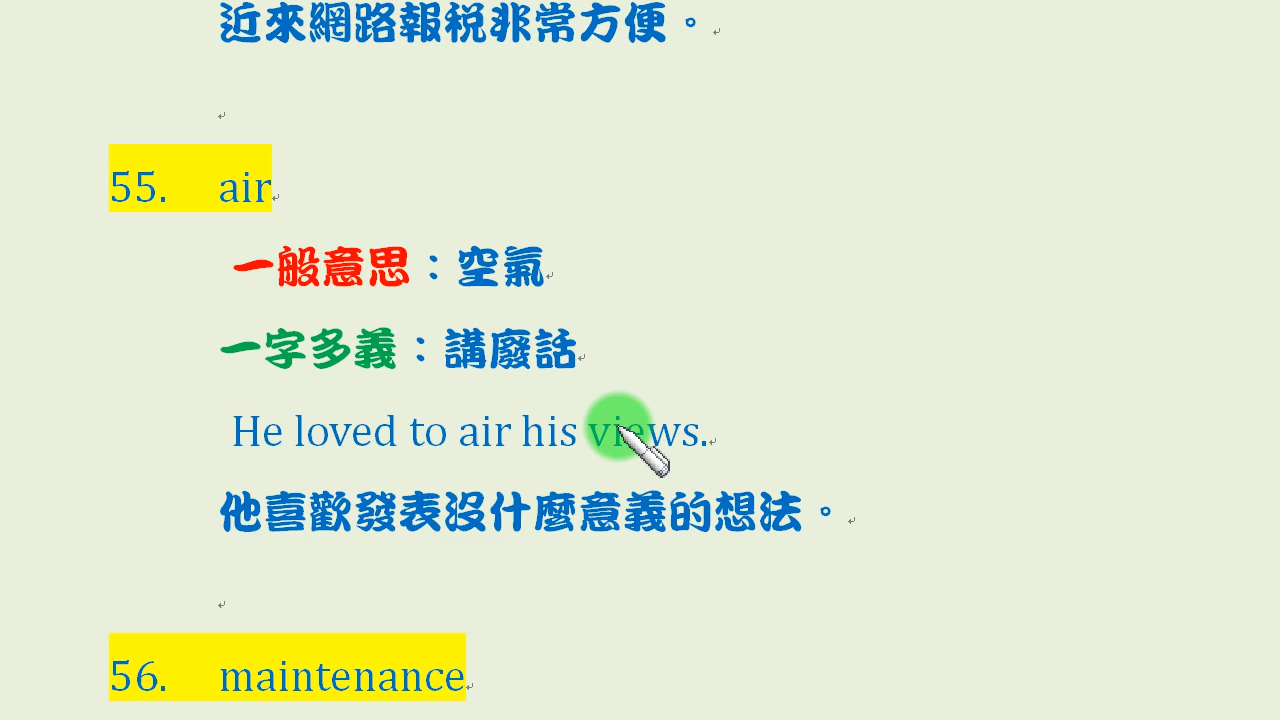 近來網路報稅非常方便。
55. air
一般意思：空氣
一字多義：講廢話
He loved to air his views.
他喜歡發表沒什麼意義的想法。
56. maintenance